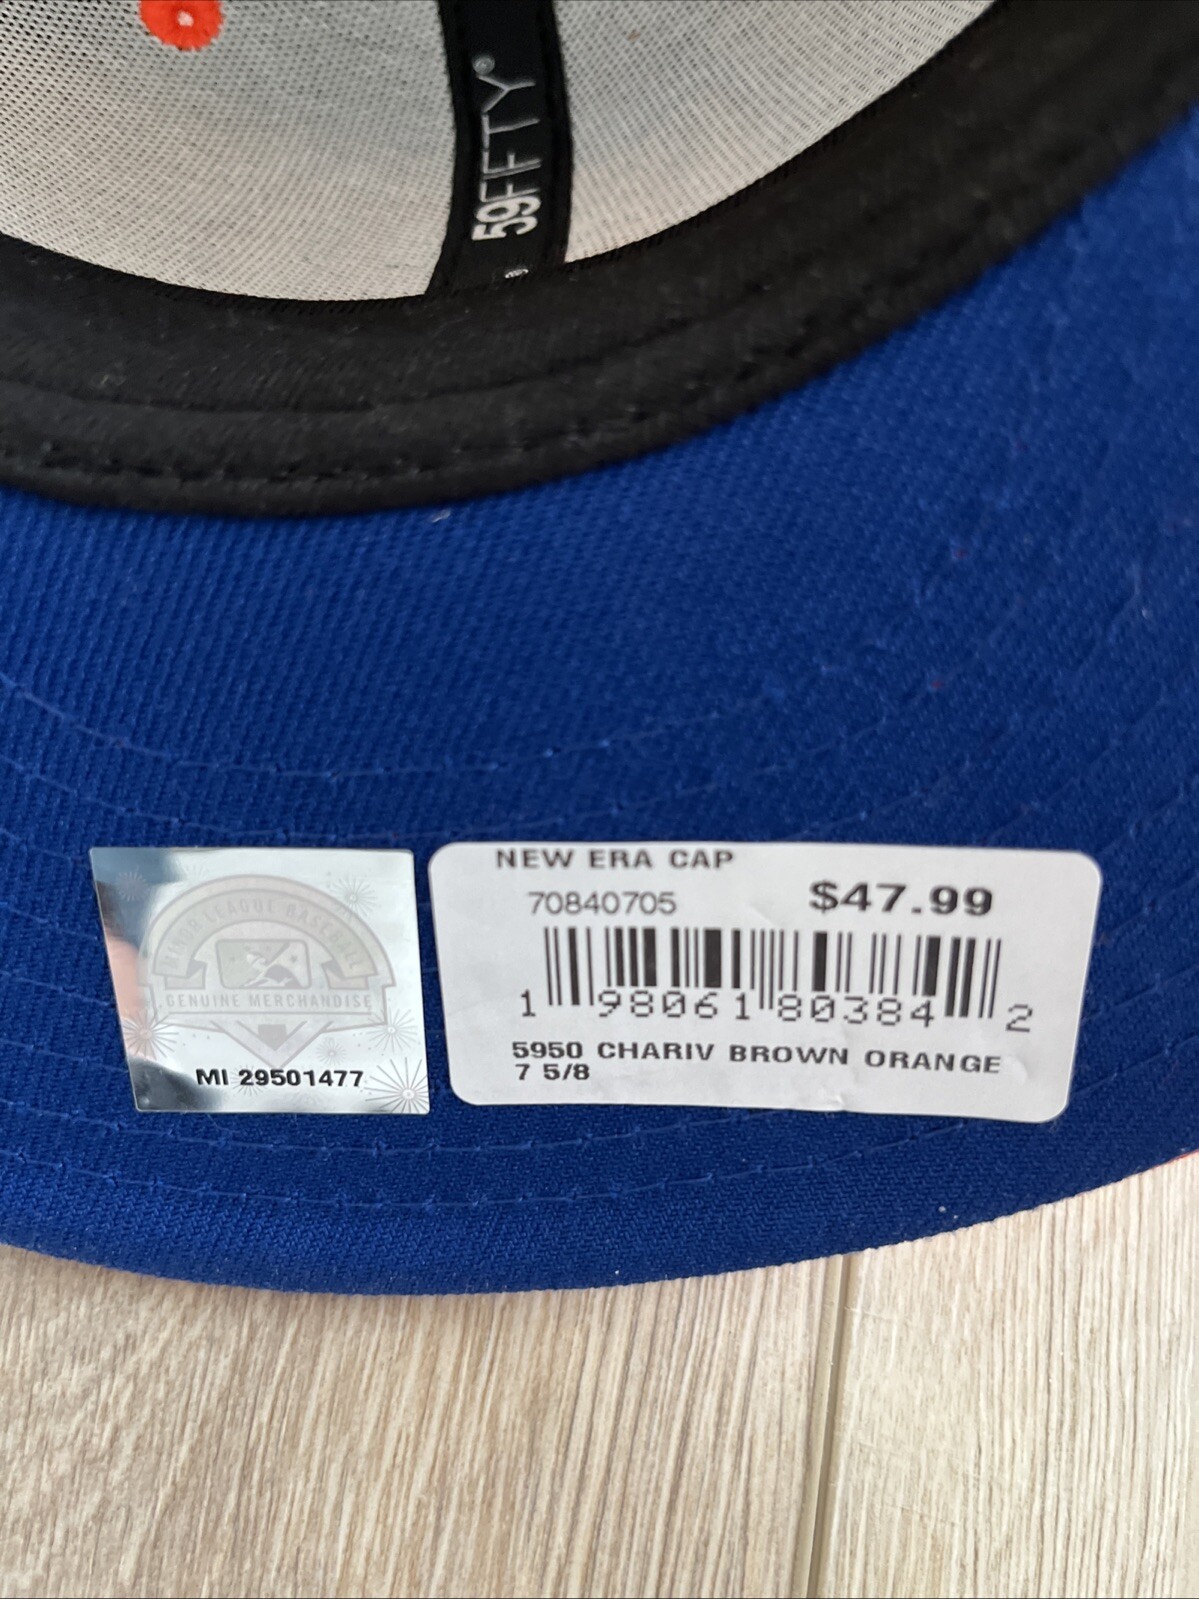 59FIFTY®
MINOR LEAGUE BASEBALL
GENUINE MERCHANDISE
MI 29501477
NEW ERA CAP
70840705 $47.99
1 98061 80384 2
5950 CHARIV BROWN ORANGE
7 5/8